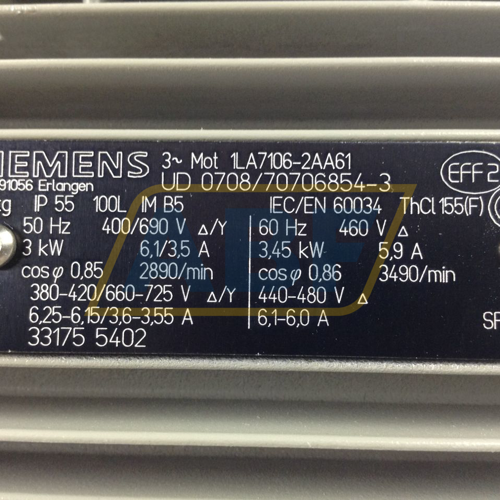 SIEMENS 3~ Mot 1LA7106-2AA61
91056 Erlangen UD 0708/70706854-3
EFF2
kg IP 55 100L IM B5 IEC/EN 60034 ThCl 155(F)
50 Hz 400/690 V Δ/Y 60 Hz 460 V Δ
3 kW 6,1/3,5 A 3,45 kW 5,9 A
cos φ 0,85 2890/min cos φ 0,86 3490/min
380-420/660-725 V Δ/Y 440-480 V Δ
6,25-6,15/3,6-3,55 A 6,1-6,0 A
33175 5402